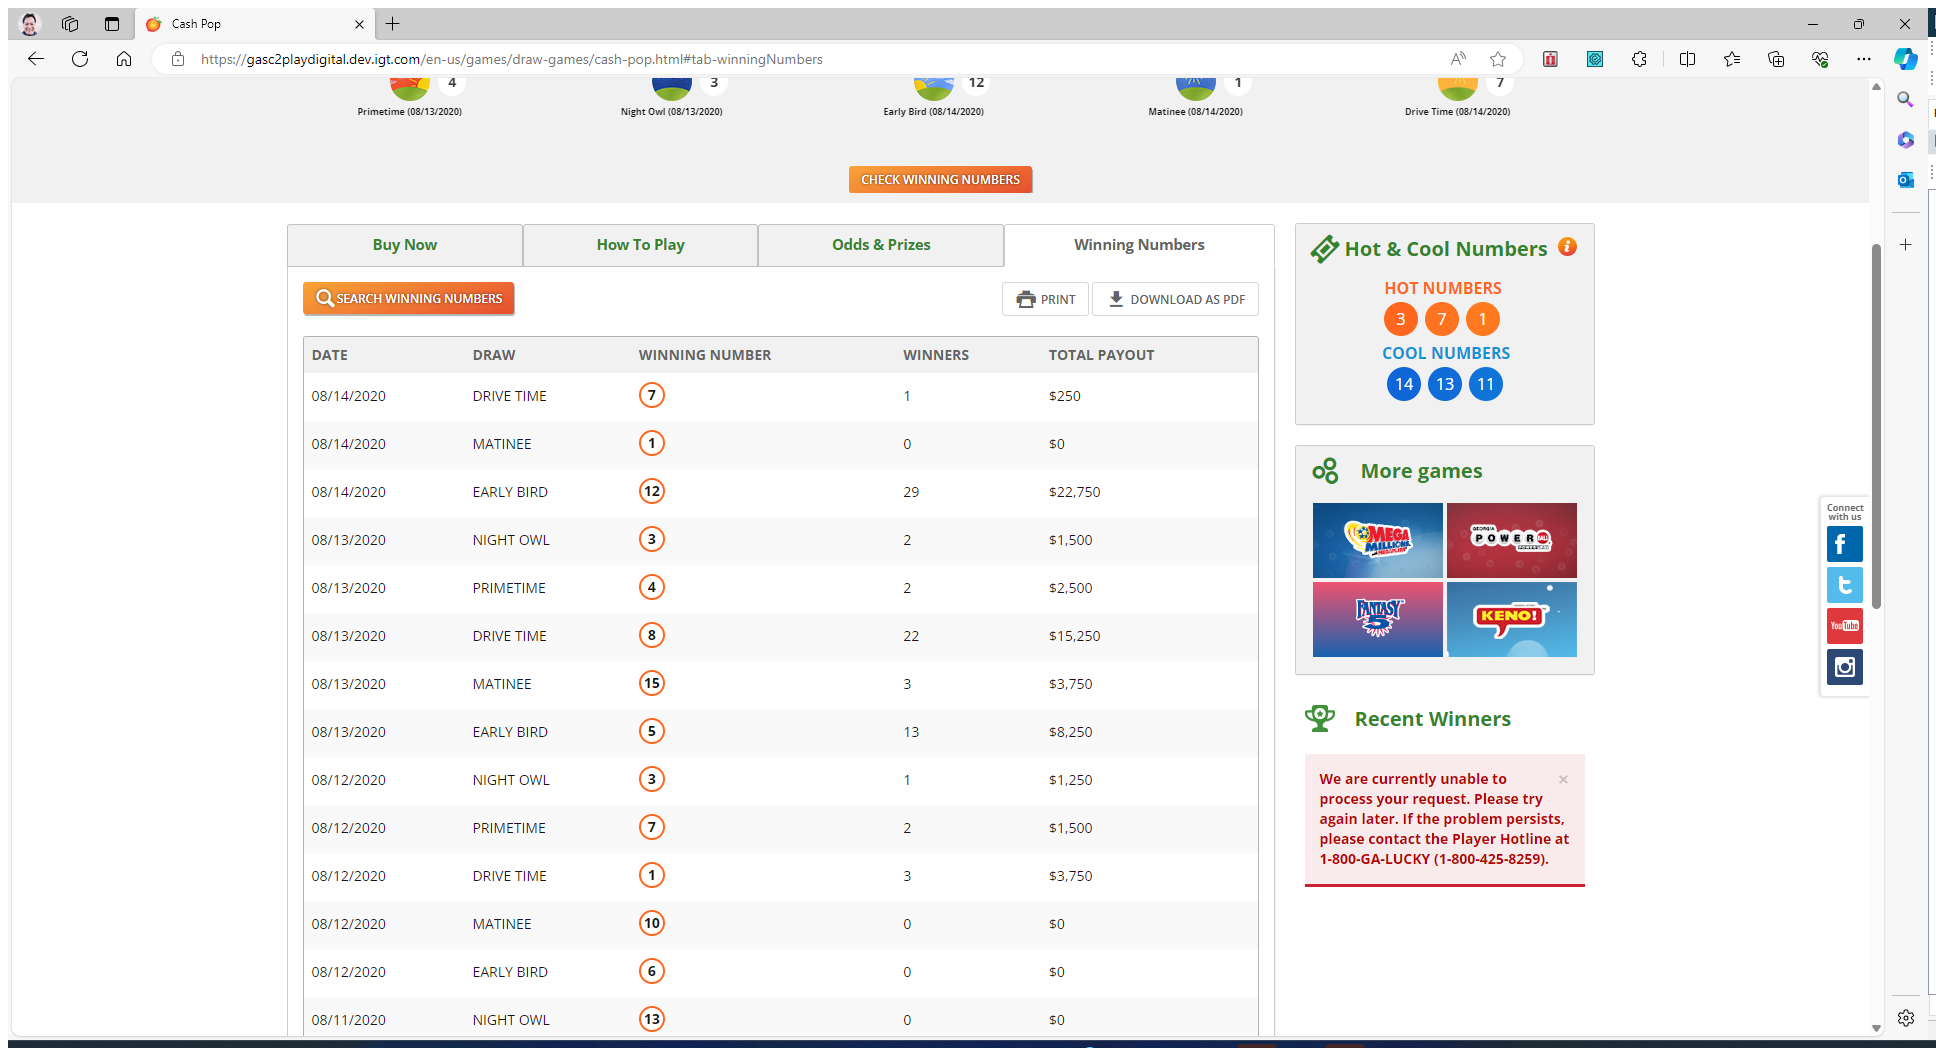 Cash Pop
https://gasc2playdigital.dev.igt.com/en-us/games/draw-games/cash-pop.html#tab-winningNumbers
4 3 12 1 7
Primetime (08/13/2020) Night Owl (08/13/2020) Early Bird (08/14/2020) Matinee (08/14/2020) Drive Time (08/14/2020)
CHECK WINNING NUMBERS
Buy Now How To Play Odds & Prizes Winning Numbers
SEARCH WINNING NUMBERS PRINT DOWNLOAD AS PDF
DATE DRAW WINNING NUMBER WINNERS TOTAL PAYOUT
08/14/2020 DRIVE TIME 7 1 $250
08/14/2020 MATINEE 1 0 $0
08/14/2020 EARLY BIRD 12 29 $22,750
08/13/2020 NIGHT OWL 3 2 $1,500
08/13/2020 PRIMETIME 4 2 $2,500
08/13/2020 DRIVE TIME 8 22 $15,250
08/13/2020 MATINEE 15 3 $3,750
08/13/2020 EARLY BIRD 5 13 $8,250
08/12/2020 NIGHT OWL 3 1 $1,250
08/12/2020 PRIMETIME 7 2 $1,500
08/12/2020 DRIVE TIME 1 3 $3,750
08/12/2020 MATINEE 10 0 $0
08/12/2020 EARLY BIRD 6 0 $0
08/11/2020 NIGHT OWL 13 0 $0
Hot & Cool Numbers
HOT NUMBERS
3 7 1
COOL NUMBERS
14 13 11
More games
MEGA MILLIONS
GEORGIA
POWERBALL
FANTASY 5
KENO!
Recent Winners
We are currently unable to
process your request. Please try
again later. If the problem persists,
please contact the Player Hotline at
1-800-GA-LUCKY (1-800-425-8259).
Connect
with us
YouTube